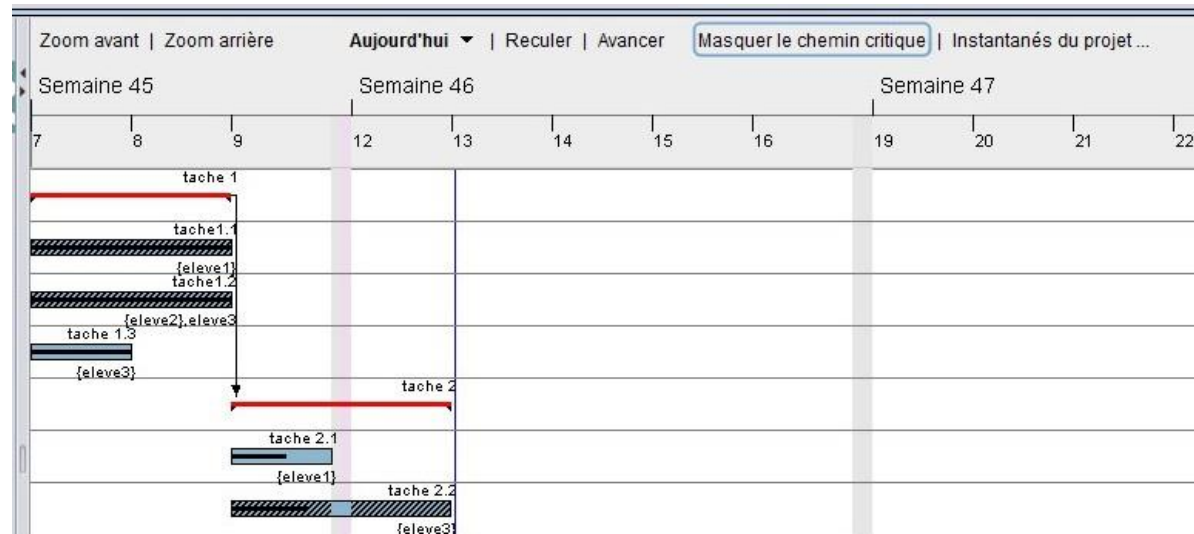 Zoom avant | Zoom arrière Aujourd'hui | Reculer | Avancer Masquer le chemin critique | Instantanés du projet ...
Semaine 45 Semaine 46 Semaine 47
7 8 9 12 13 14 15 16 19 20 21 22
tache 1
tache1.1
{eleve1}
tache1.2
{eleve2},eleve3
tache 1.3
{eleve3}
tache 2
tache 2.1
{eleve1}
tache 2.2
{eleve3}